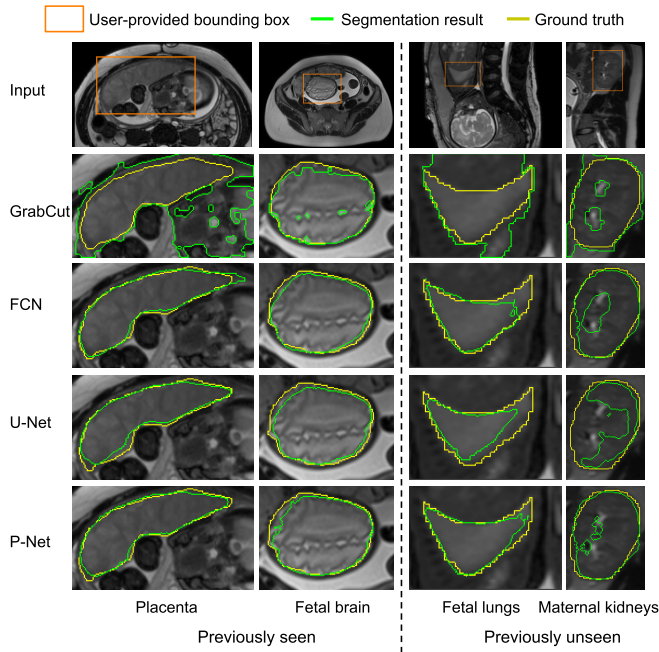 User-provided bounding box Segmentation result Ground truth
Input
GrabCut
FCN
U-Net
P-Net
Placenta Fetal brain Fetal lungs Maternal kidneys
Previously seen Previously unseen